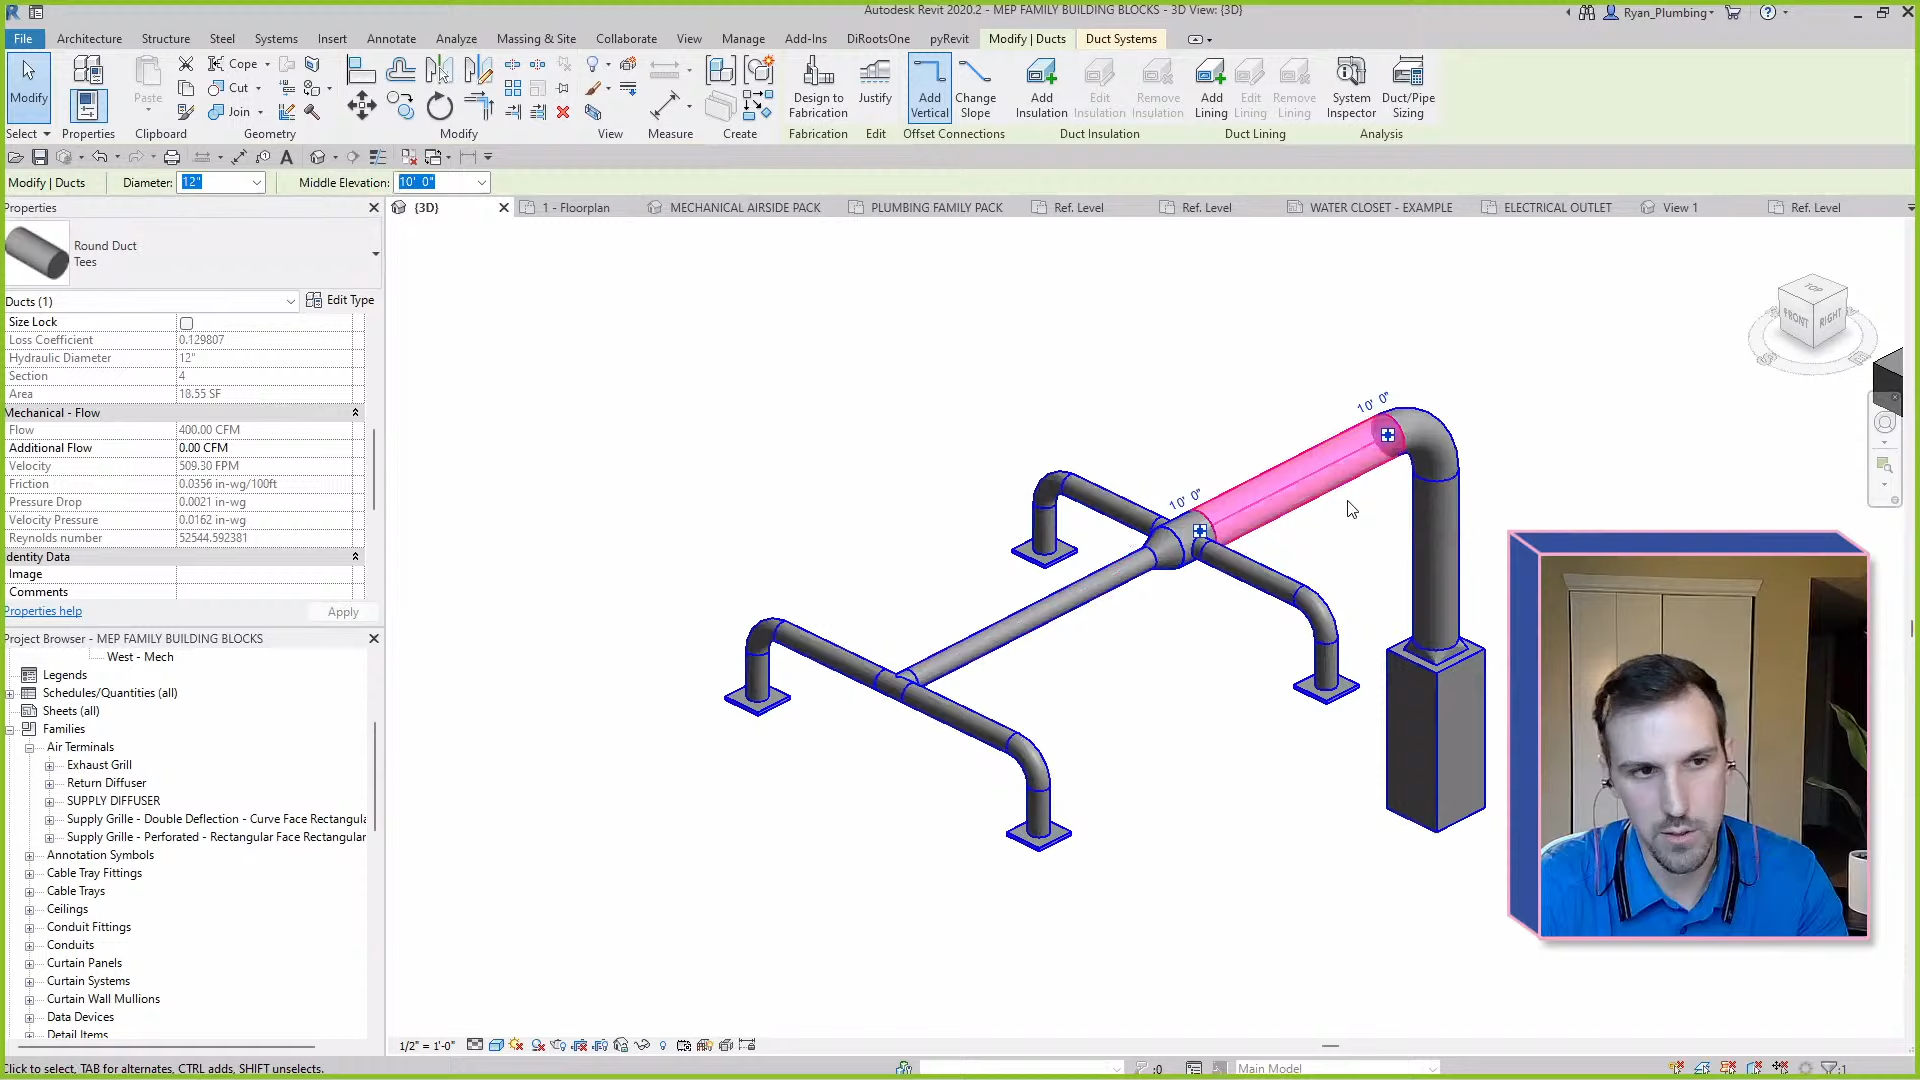 Autodesk Revit 2020.2 - MEP FAMILY BUILDING BLOCKS - 3D View: {3D}
Ryan_Plumbing
File Architecture Structure Steel Systems Insert Annotate Analyze Massing & Site Collaborate View Manage Add-Ins DiRootsOne pyRevit Modify | Ducts Duct Systems
Modify
Paste
Cope
Cut
Join
Design to Fabrication
Justify
Add Vertical
Change Slope
Add Insulation
Edit Insulation
Remove Insulation
Add Lining
Edit Lining
Remove Lining
System Inspector
Duct/Pipe Sizing
Select Properties Clipboard Geometry Modify View Measure Create Fabrication Edit Offset Connections Duct Insulation Duct Lining Analysis
Modify | Ducts Diameter: 12" Middle Elevation: 10' 0"
Properties
{3D} 1 - Floorplan MECHANICAL AIRSIDE PACK PLUMBING FAMILY PACK Ref. Level Ref. Level WATER CLOSET - EXAMPLE ELECTRICAL OUTLET View 1 Ref. Level
Round Duct
Tees
Ducts (1) Edit Type
Size Lock
Loss Coefficient 0.129807
Hydraulic Diameter 12"
Section 4
Area 18.55 SF
Mechanical - Flow
Flow 400.00 CFM
Additional Flow 0.00 CFM
Velocity 509.30 FPM
Friction 0.0356 in-wg/100ft
Pressure Drop 0.0021 in-wg
Velocity Pressure 0.0162 in-wg
Reynolds number 52544.592381
Identity Data
Image
Comments
Properties help Apply
Project Browser - MEP FAMILY BUILDING BLOCKS
West - Mech
Legends
Schedules/Quantities (all)
Sheets (all)
Families
Air Terminals
Exhaust Grill
Return Diffuser
SUPPLY DIFFUSER
Supply Grille - Double Deflection - Curve Face Rectangula
Supply Grille - Perforated - Rectangular Face Rectangular
Annotation Symbols
Cable Tray Fittings
Cable Trays
Ceilings
Conduit Fittings
Conduits
Curtain Panels
Curtain Systems
Curtain Wall Mullions
Data Devices
Detail Items
10' 0"
10' 0"
TOP
FRONT
RIGHT
1/2" = 1'-0"
Click to select, TAB for alternates, CTRL adds, SHIFT unselects.
:0
Main Model
:1